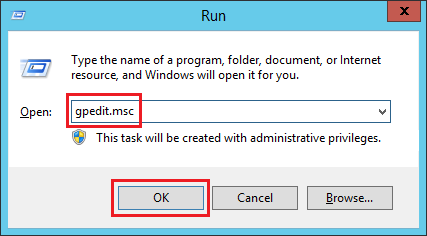 Run
x
Type the name of a program, folder, document, or Internet
resource, and Windows will open it for you.
Open: gpedit.msc
This task will be created with administrative privileges.
OK Cancel Browse...